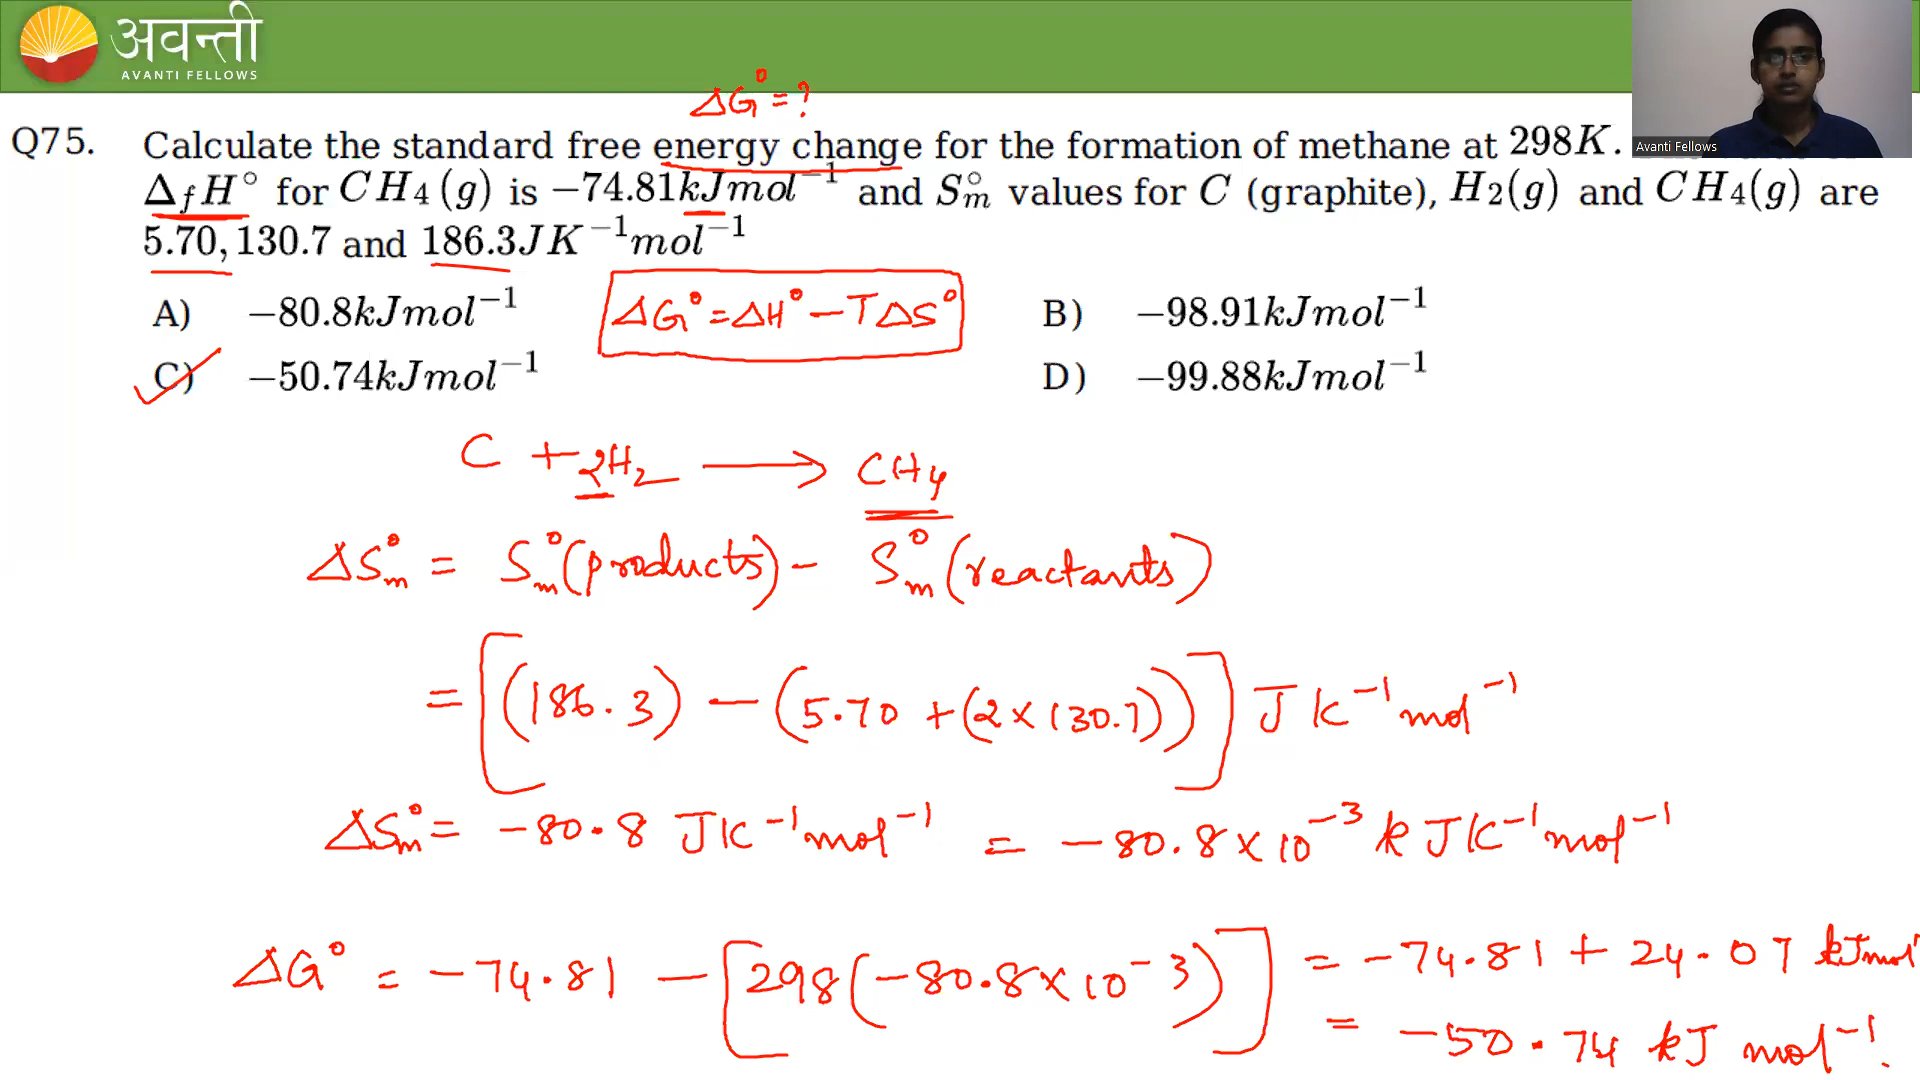 अवन्ती
AVANTI FELLOWS
ΔG° = ?
Q75. Calculate the standard free energy change for the formation of methane at 298K.
Avanti Fellows
Δ_fH° for CH₄(g) is −74.81kJmol⁻¹ and S°ₘ values for C (graphite), H₂(g) and CH₄(g) are
5.70, 130.7 and 186.3JK⁻¹mol⁻¹
A) −80.8kJmol⁻¹
ΔG° = ΔH° − TΔS°
B) −98.91kJmol⁻¹
C) −50.74kJmol⁻¹
D) −99.88kJmol⁻¹
C + 2H₂ ⟶ CH₄
ΔS°ₘ = S°ₘ(products) − S°ₘ(reactants)
= [(186.3) − (5.70 + (2 × 130.7))] JK⁻¹mol⁻¹
ΔS°ₘ = −80.8 JK⁻¹mol⁻¹ = −80.8 × 10⁻³ kJK⁻¹mol⁻¹
ΔG° = −74.81 − [298(−80.8 × 10⁻³)] = −74.81 + 24.07 kJmol⁻¹
= −50.74 kJ mol⁻¹.